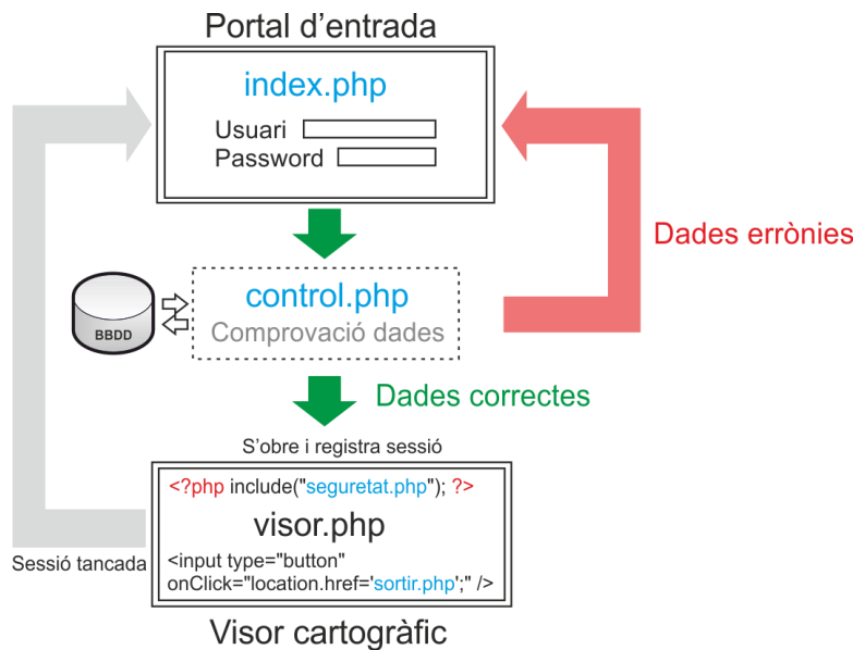 Portal d’entrada
index.php
Usuari
Password
Dades errònies
control.php
Comprovació dades
BBDD
Dades correctes
S’obre i registra sessió
<?php include("seguretat.php"); ?>
visor.php
<input type="button"
onClick="location.href='sortir.php';" />
Sessió tancada
Visor cartogràfic